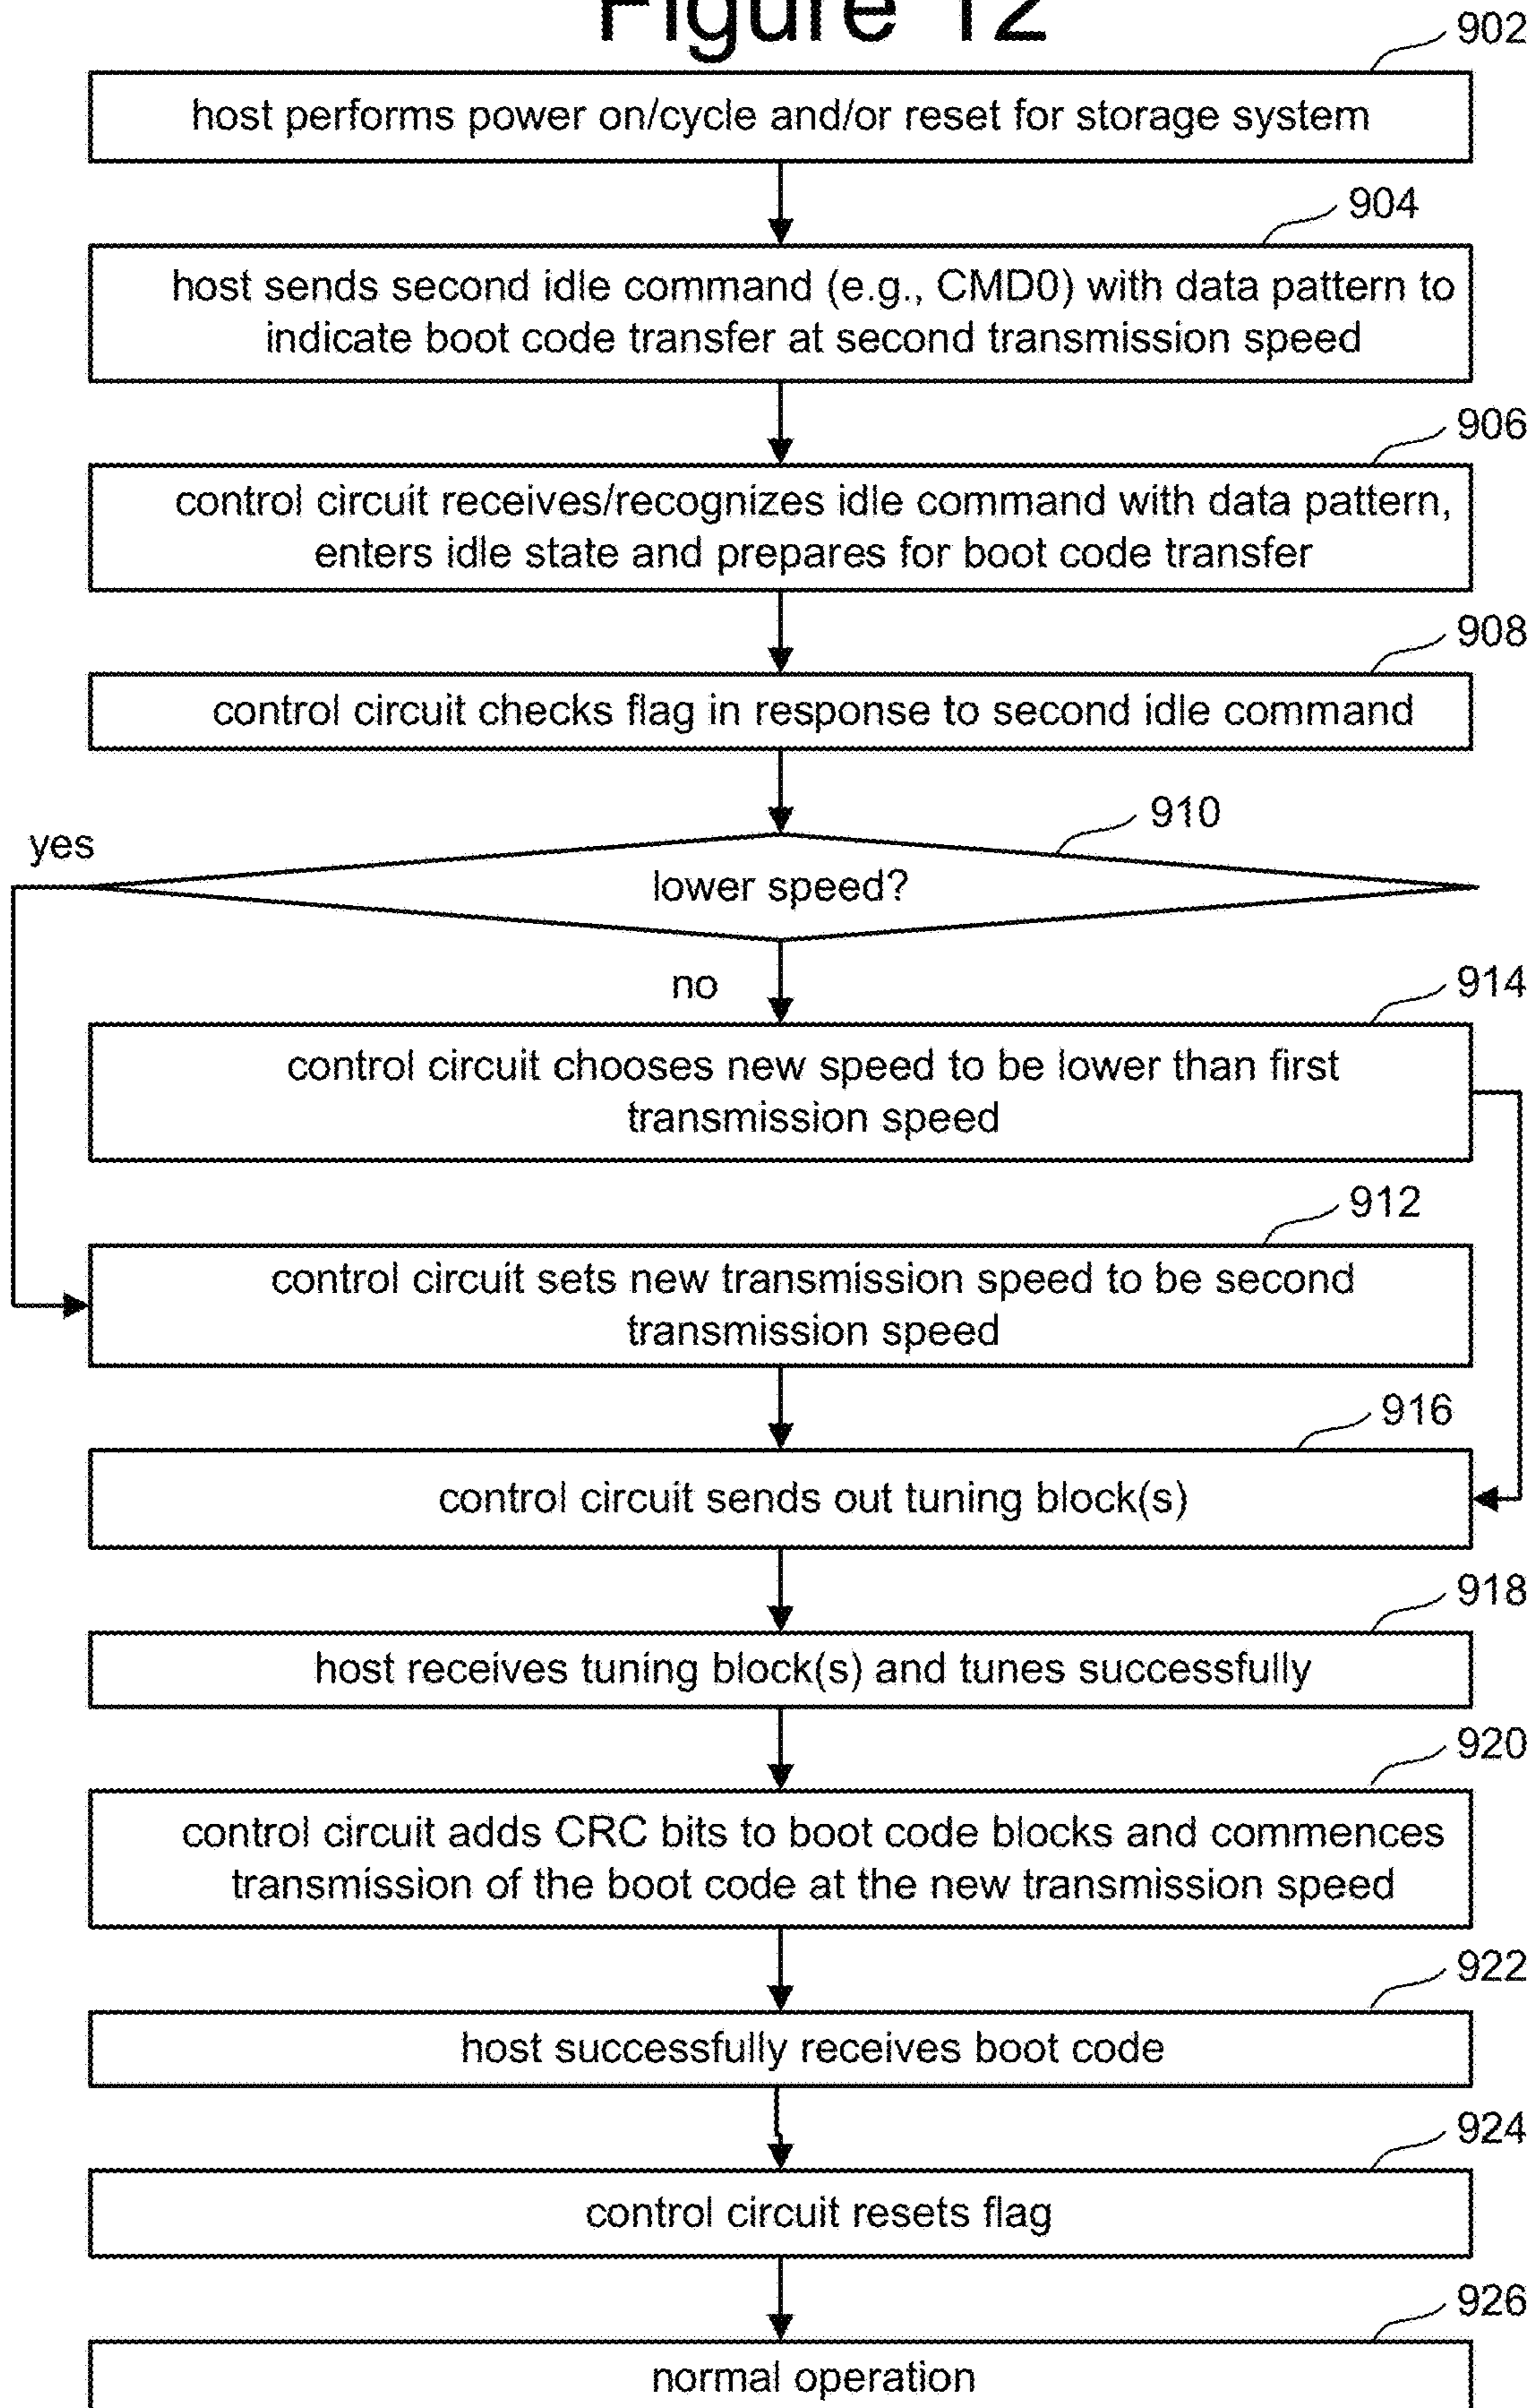 Figure 12
902
host performs power on/cycle and/or reset for storage system
904
host sends second idle command (e.g., CMD0) with data pattern to
indicate boot code transfer at second transmission speed
906
control circuit receives/recognizes idle command with data pattern,
enters idle state and prepares for boot code transfer
908
control circuit checks flag in response to second idle command
910
yes
lower speed?
no
914
control circuit chooses new speed to be lower than first
transmission speed
912
control circuit sets new transmission speed to be second
transmission speed
916
control circuit sends out tuning block(s)
918
host receives tuning block(s) and tunes successfully
920
control circuit adds CRC bits to boot code blocks and commences
transmission of the boot code at the new transmission speed
922
host successfully receives boot code
924
control circuit resets flag
926
normal operation